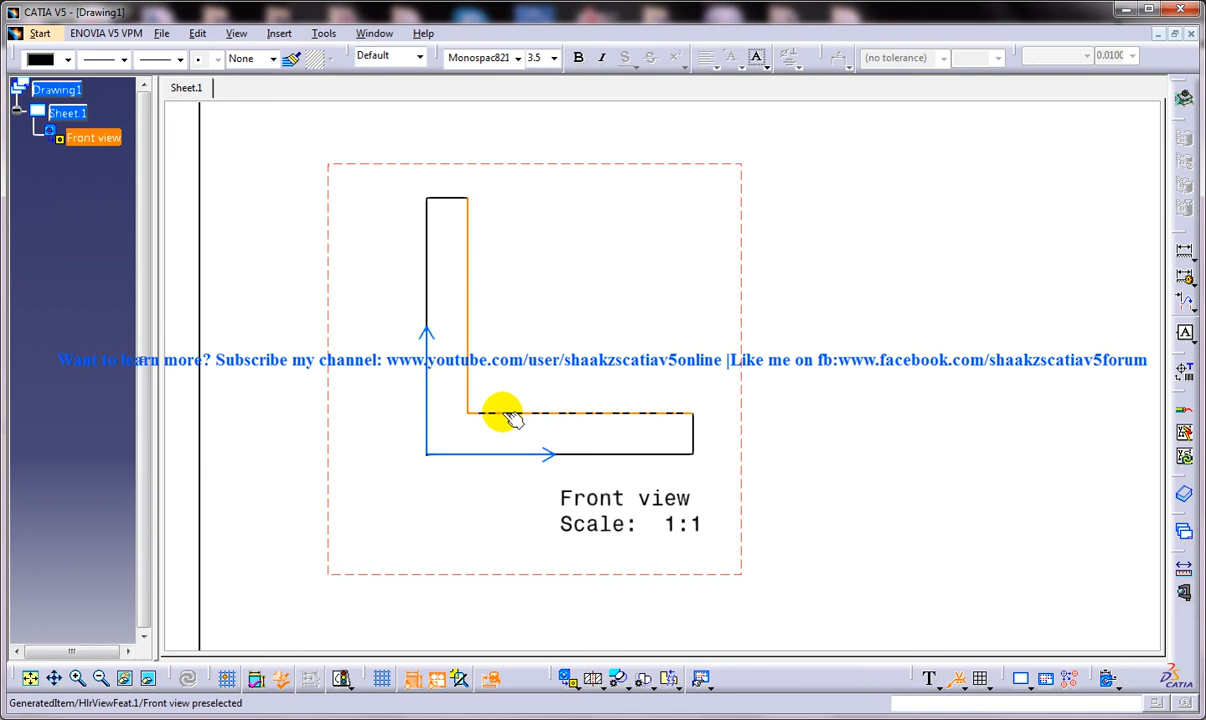 CATIA V5 - [Drawing1]
Start ENOVIA V5 VPM File Edit View Insert Tools Window Help
None Default Monospac821 3.5 B I S S A A (no tolerance) 0.0100
Drawing1
Sheet.1
Front view
Sheet.1
Want to learn more? Subscribe my channel: www.youtube.com/user/shaakzscatiav5online |Like me on fb:www.facebook.com/shaakzscatiav5forum
Front view
Scale: 1:1
CATIA
GeneratedItem/HlrViewFeat.1/Front view preselected